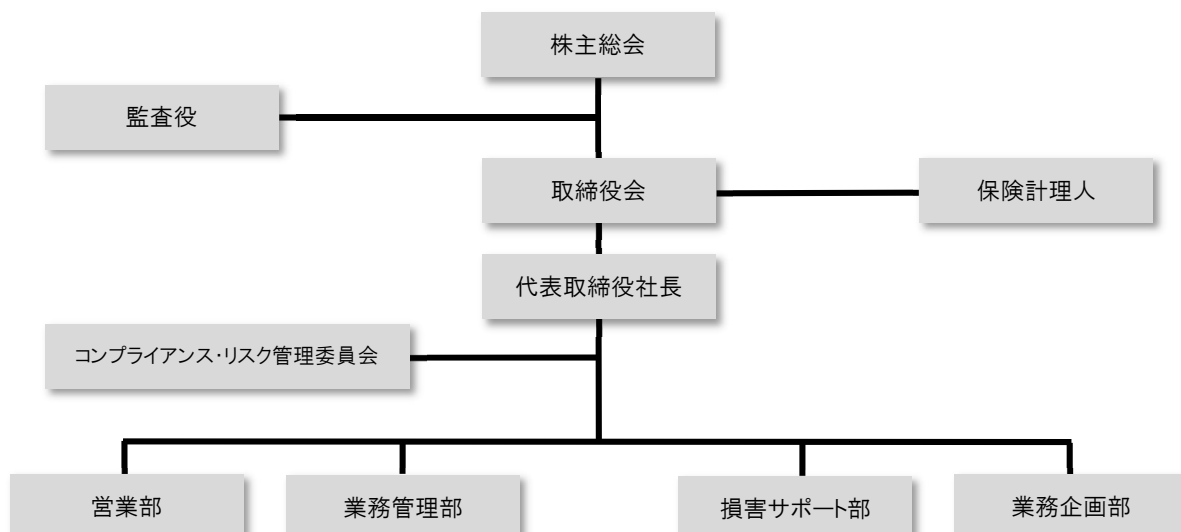 株主総会
監査役
取締役会
保険計理人
代表取締役社長
コンプライアンス・リスク管理委員会
営業部
業務管理部
損害サポート部
業務企画部